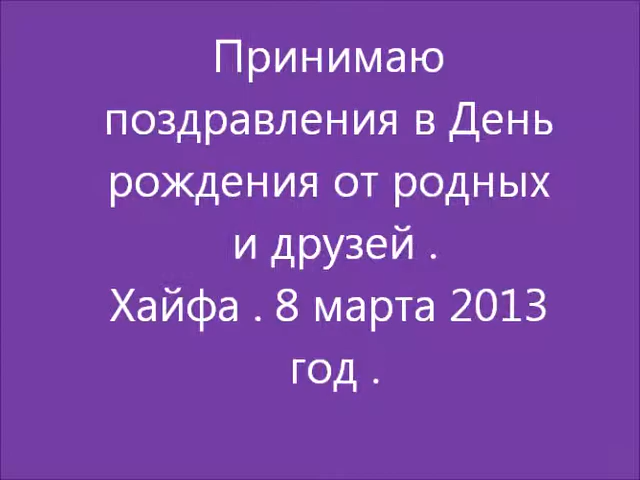 Принимаю
поздравления в День
рождения от родных
и друзей .
Хайфа . 8 марта 2013
год .